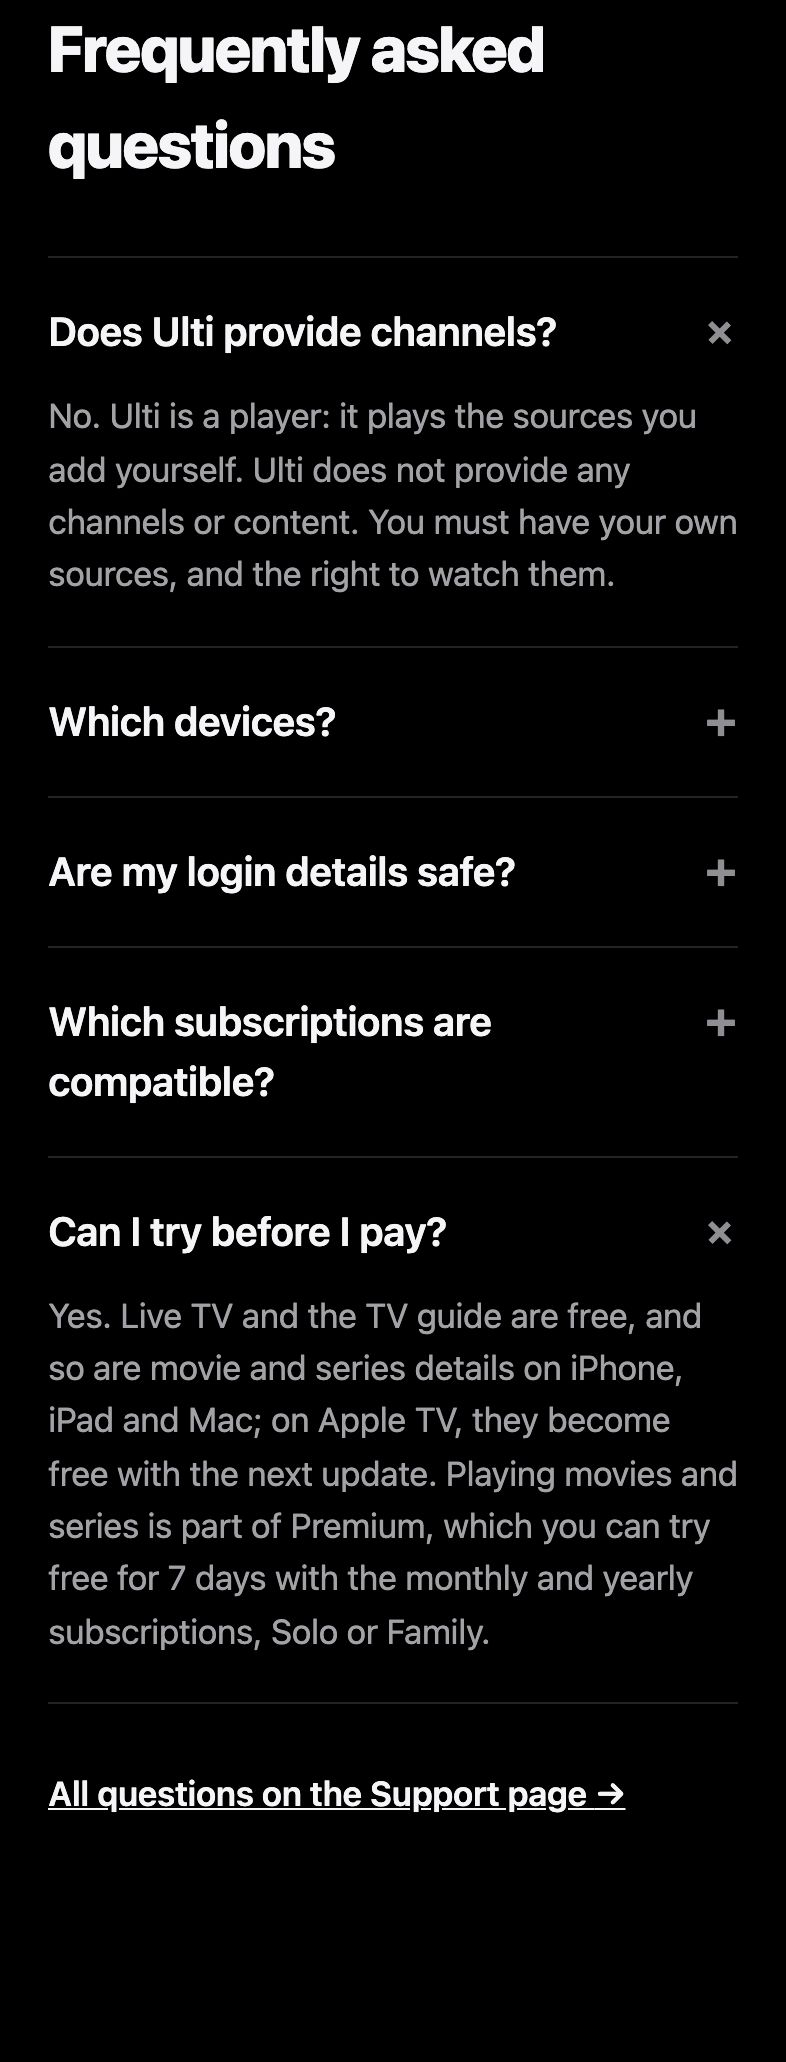 Frequently asked
questions
Does Ulti provide channels?
No. Ulti is a player: it plays the sources you
add yourself. Ulti does not provide any
channels or content. You must have your own
sources, and the right to watch them.
Which devices?
Are my login details safe?
Which subscriptions are
compatible?
Can I try before I pay?
Yes. Live TV and the TV guide are free, and
so are movie and series details on iPhone,
iPad and Mac; on Apple TV, they become
free with the next update. Playing movies and
series is part of Premium, which you can try
free for 7 days with the monthly and yearly
subscriptions, Solo or Family.
All questions on the Support page →